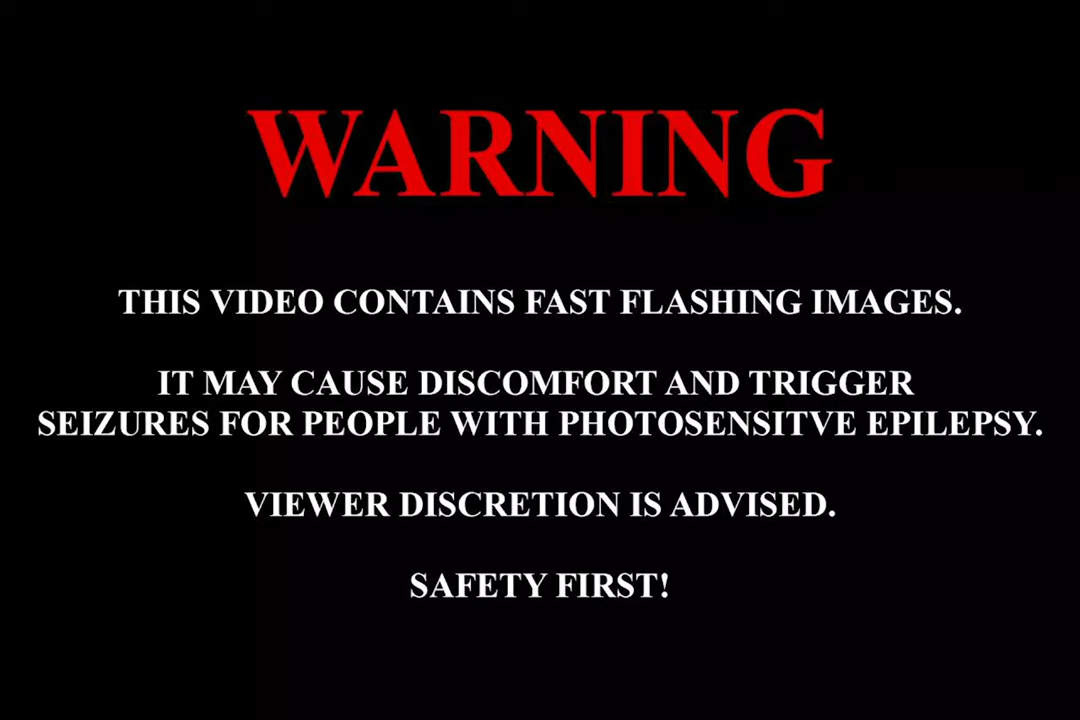 WARNING
THIS VIDEO CONTAINS FAST FLASHING IMAGES.
IT MAY CAUSE DISCOMFORT AND TRIGGER
SEIZURES FOR PEOPLE WITH PHOTOSENSITVE EPILEPSY.
VIEWER DISCRETION IS ADVISED.
SAFETY FIRST!